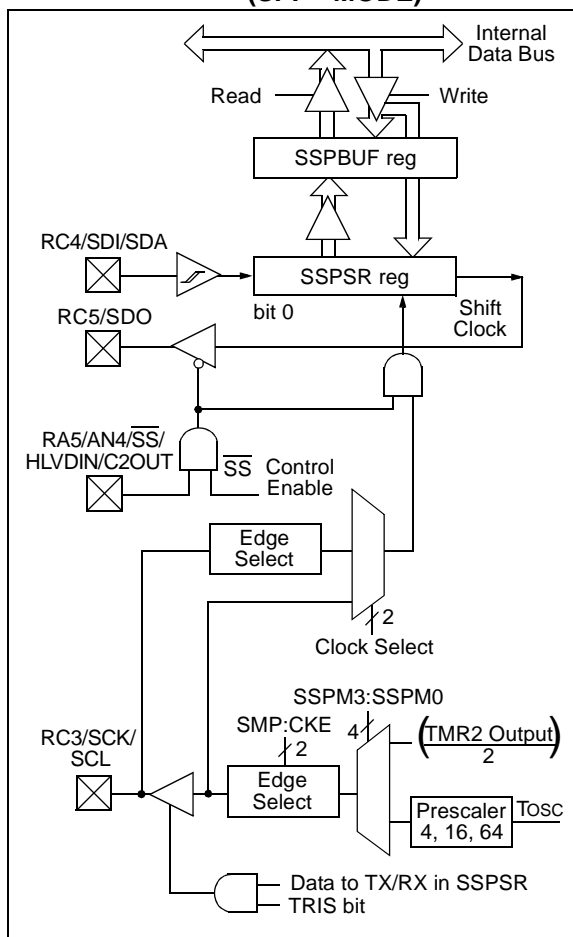 Internal
Data Bus
Read
Write
SSPBUF reg
RC4/SDI/SDA
SSPSR reg
bit 0
Shift
Clock
RC5/SDO
RA5/AN4/SS/
HLVDIN/C2OUT
SS
Control
Enable
Edge
Select
2
Clock Select
SSPM3:SSPM0
SMP:CKE
4
(TMR2 Output)
2
2
RC3/SCK/
SCL
Edge
Select
Prescaler
4, 16, 64
TOSC
Data to TX/RX in SSPSR
TRIS bit